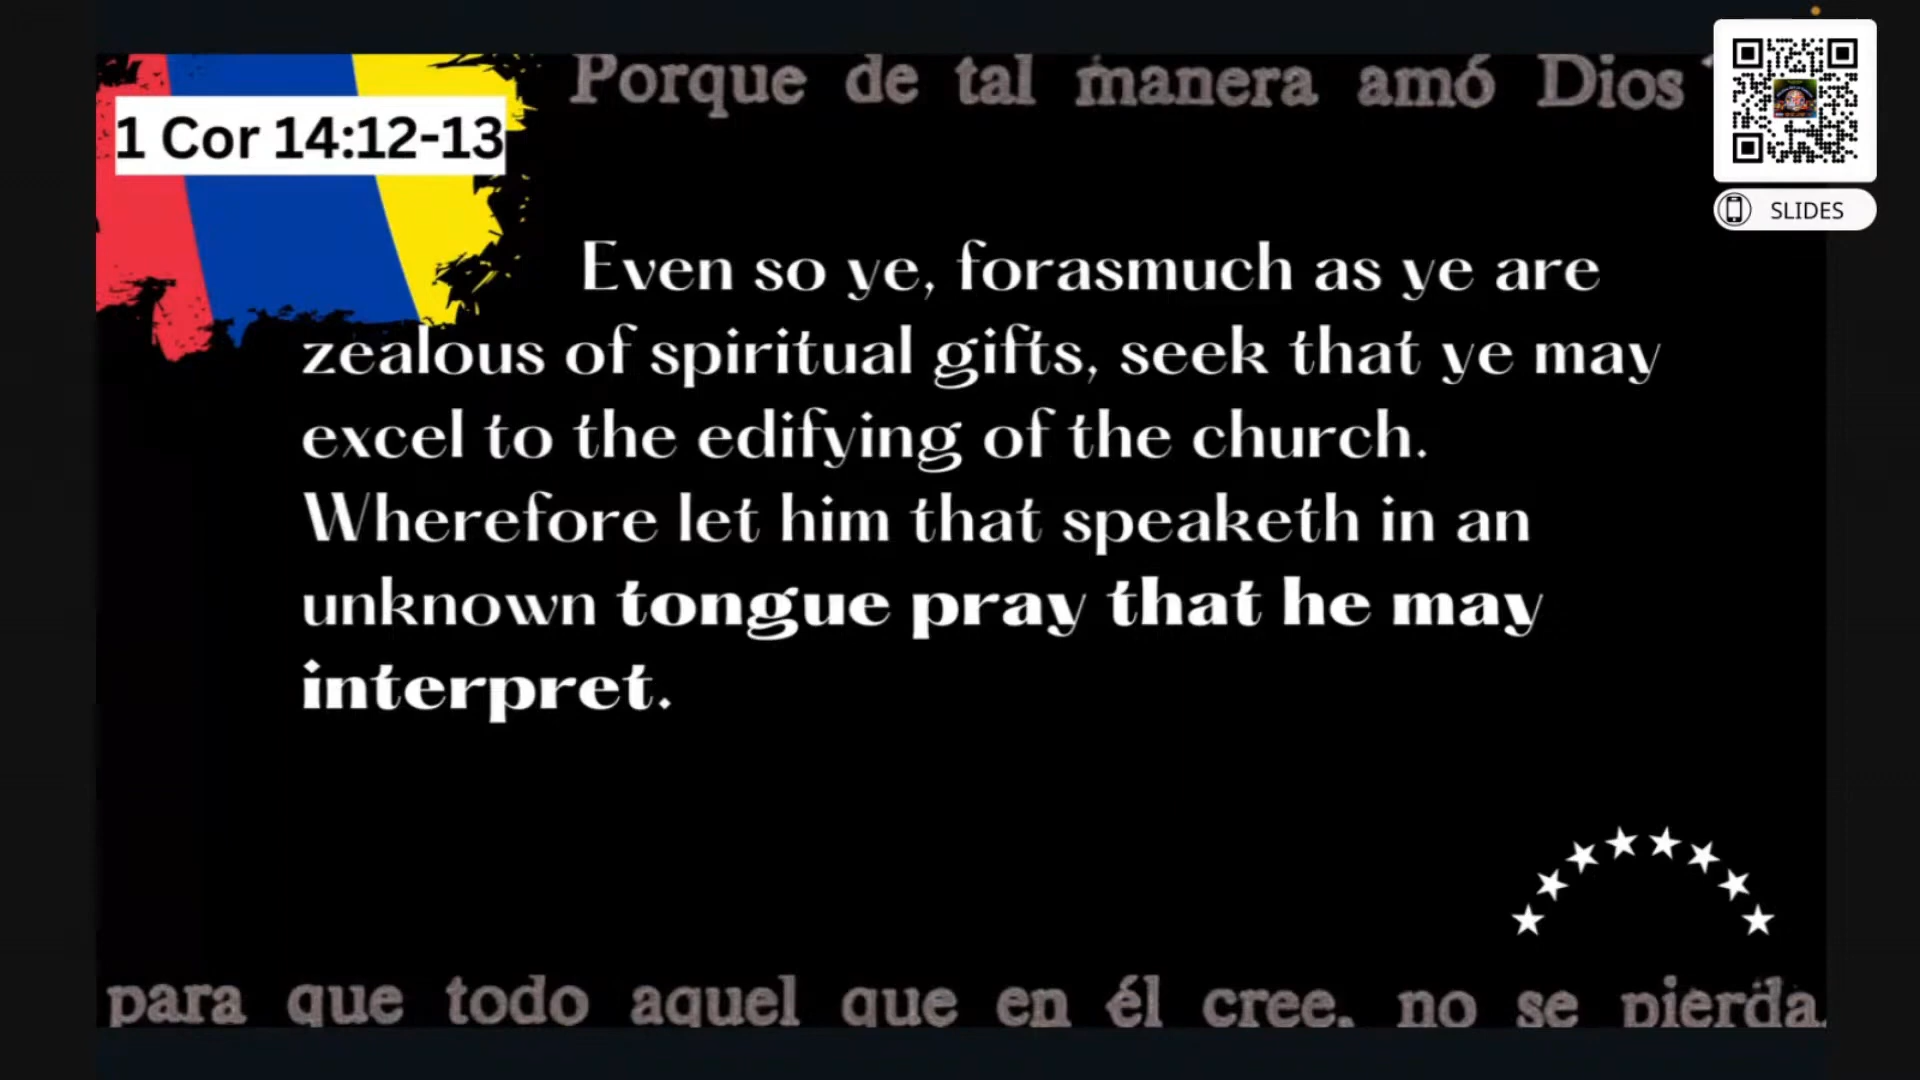 Porque de tal manera amó Dios
1 Cor 14:12-13
SLIDES
Even so ye, forasmuch as ye are
zealous of spiritual gifts, seek that ye may
excel to the edifying of the church.
Wherefore let him that speaketh in an
unknown tongue pray that he may
interpret.
para que todo aquel que en él cree, no se pierda,